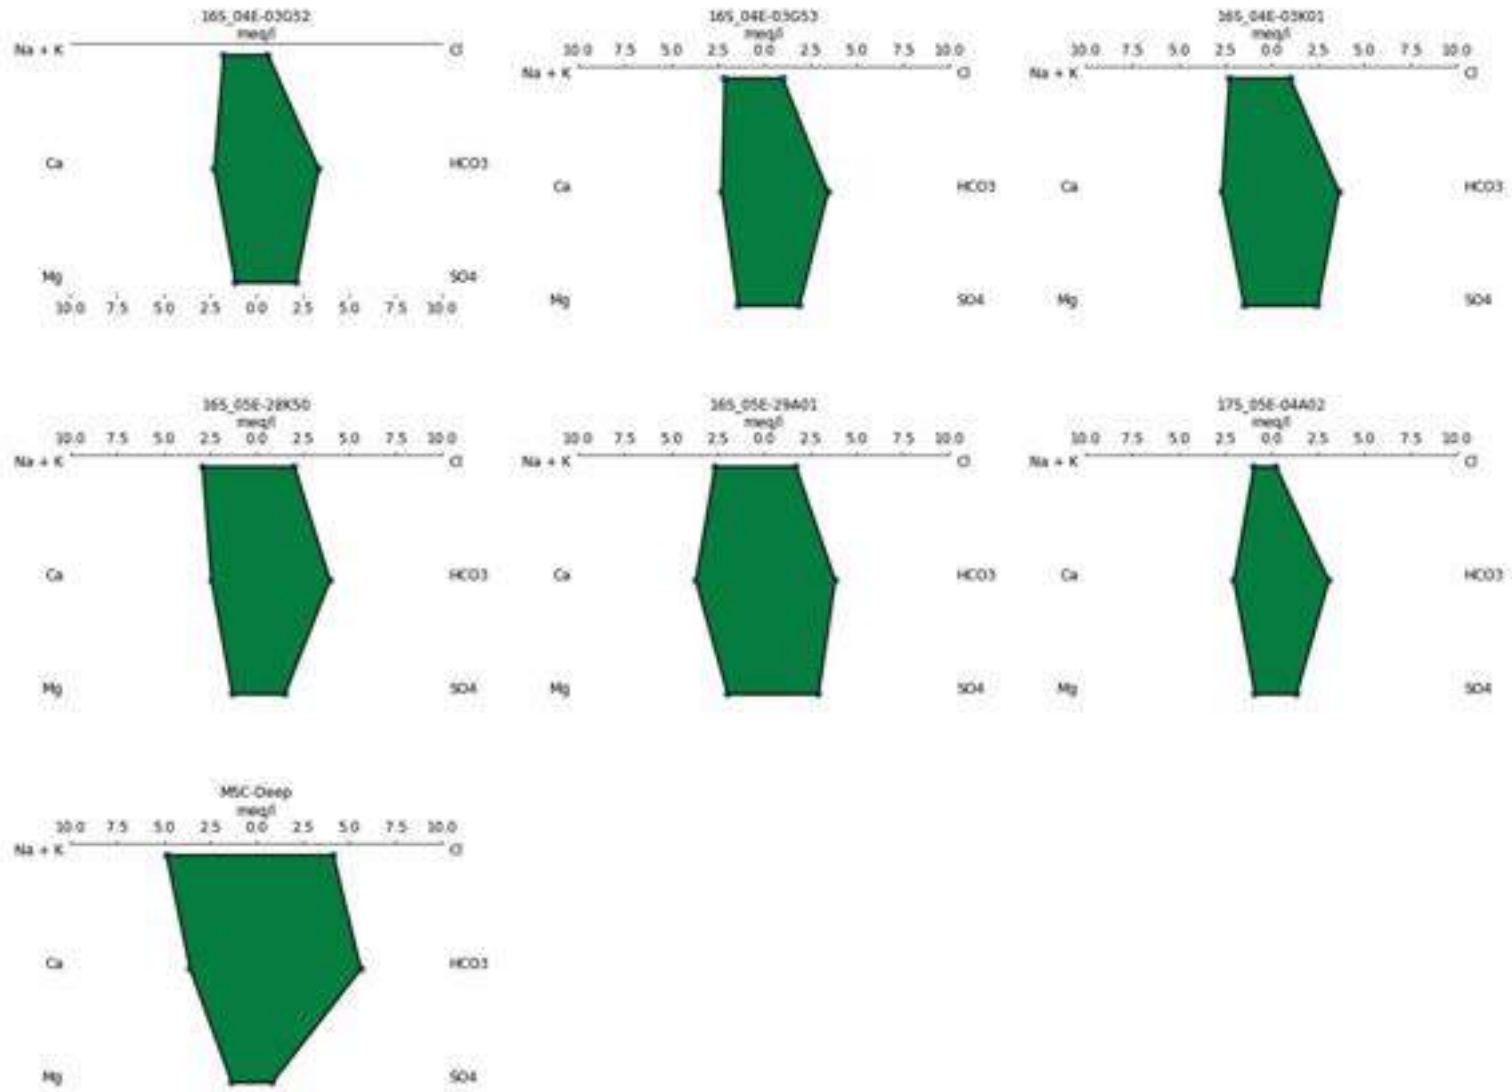 16S_04E-03G52
meq/l
Na + K Cl
Ca HCO3
Mg SO4
10.0 7.5 5.0 2.5 0.0 2.5 5.0 7.5 10.0
16S_04E-03G53
meq/l
10.0 7.5 5.0 2.5 0.0 2.5 5.0 7.5 10.0
Na + K Cl
Ca HCO3
Mg SO4
16S_04E-03K01
meq/l
10.0 7.5 5.0 2.5 0.0 2.5 5.0 7.5 10.0
Na + K Cl
Ca HCO3
Mg SO4
16S_05E-28K50
meq/l
10.0 7.5 5.0 2.5 0.0 2.5 5.0 7.5 10.0
Na + K Cl
Ca HCO3
Mg SO4
16S_05E-29A01
meq/l
10.0 7.5 5.0 2.5 0.0 2.5 5.0 7.5 10.0
Na + K Cl
Ca HCO3
Mg SO4
17S_05E-04A02
meq/l
10.0 7.5 5.0 2.5 0.0 2.5 5.0 7.5 10.0
Na + K Cl
Ca HCO3
Mg SO4
MSC-Deep
meq/l
10.0 7.5 5.0 2.5 0.0 2.5 5.0 7.5 10.0
Na + K Cl
Ca HCO3
Mg SO4